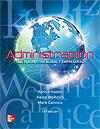 Administración
UNA PERSPECTIVA GLOBAL Y EMPRESARIAL
Harold Koontz
Heinz Weihrich
Mark Cannice